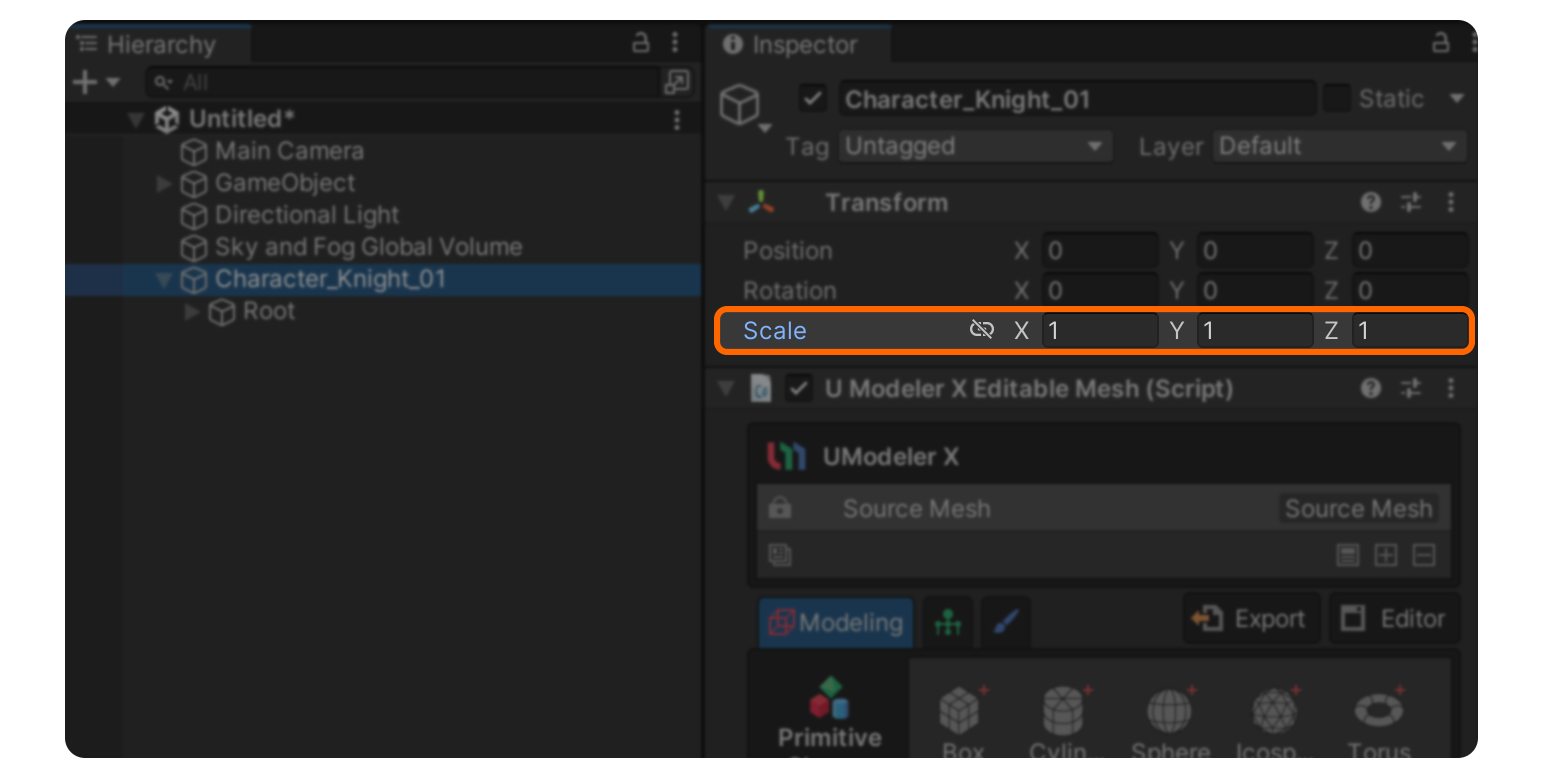 Hierarchy
All
Untitled*
Main Camera
GameObject
Directional Light
Sky and Fog Global Volume
Character_Knight_01
Root
Inspector
Character_Knight_01 Static
Tag Untagged Layer Default
Transform
Position X 0 Y 0 Z 0
Rotation X 0 Y 0 Z 0
Scale X 1 Y 1 Z 1
U Modeler X Editable Mesh (Script)
UModeler X
Source Mesh Source Mesh
Modeling Export Editor
Primitive
Box Cylin... Sphere Icosp... Torus